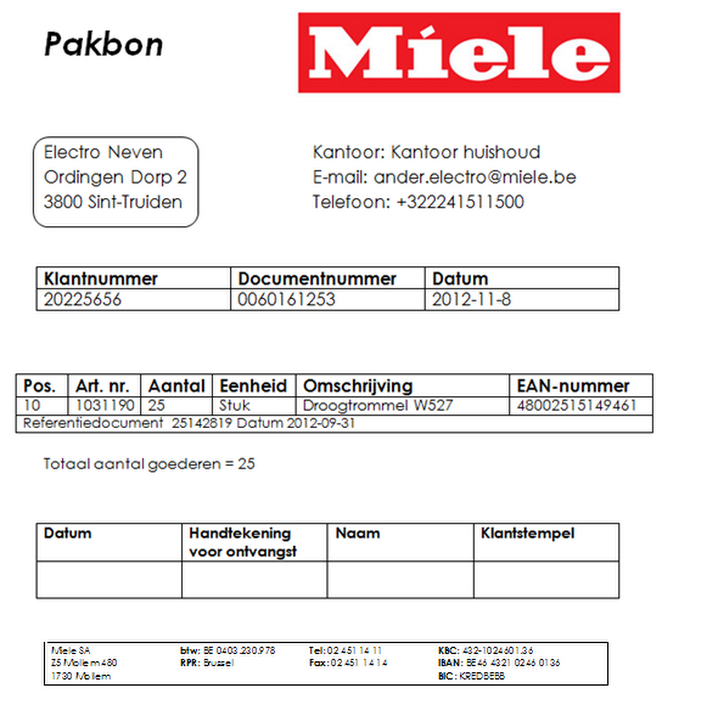 Pakbon
Miele
Electro Neven
Ordingen Dorp 2
3800 Sint-Truiden
Kantoor: Kantoor huishoud
E-mail: ander.electro@miele.be
Telefoon: +322241511500
Klantnummer Documentnummer Datum
20225656 0060161253 2012-11-8
Pos. Art. nr. Aantal Eenheid Omschrijving EAN-nummer
10 1031190 25 Stuk Droogtrommel W527 48002515149461
Referentiedocument 25142819 Datum 2012-09-31
Totaal aantal goederen = 25
Datum Handtekening voor ontvangst Naam Klantstempel
Miele SA btw: BE 0403.230.978 Tel: 02 451 14 11 KBC: 432-1024601.36
Z5 Mollem 480 RPR: Brussel Fax: 02 451 14 14 IBAN: BE46 4321 0246 0136
1730 Mollem BIC: KREDBEBB